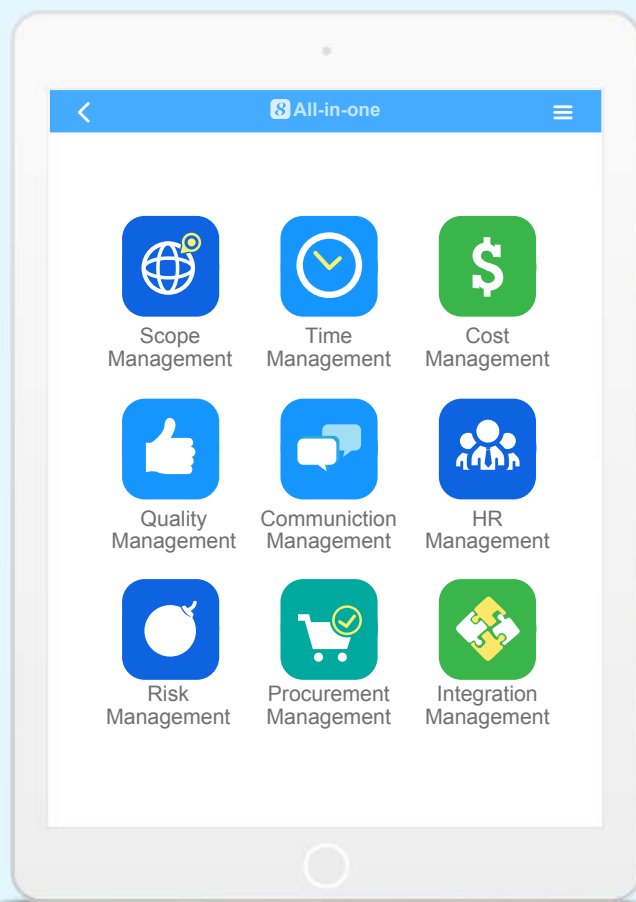 8 All-in-one
Scope
Management
Time
Management
Cost
Management
Quality
Management
Communiction
Management
HR
Management
Risk
Management
Procurement
Management
Integration
Management